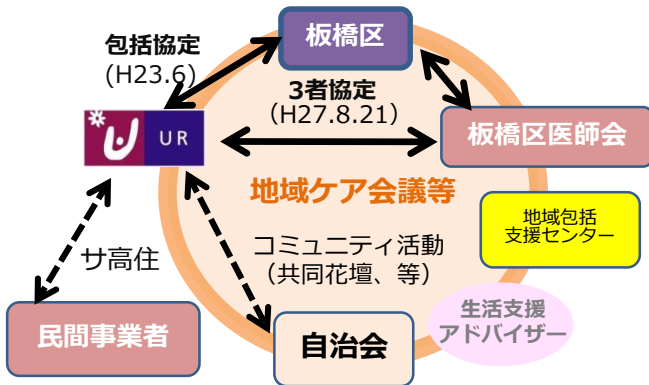 板橋区
包括協定
(H23.6)
3者協定
（H27.8.21）
UR
板橋区医師会
地域ケア会議等
地域包括
支援センター
コミュニティ活動
（共同花壇、等）
サ高住
生活支援
アドバイザー
民間事業者
自治会